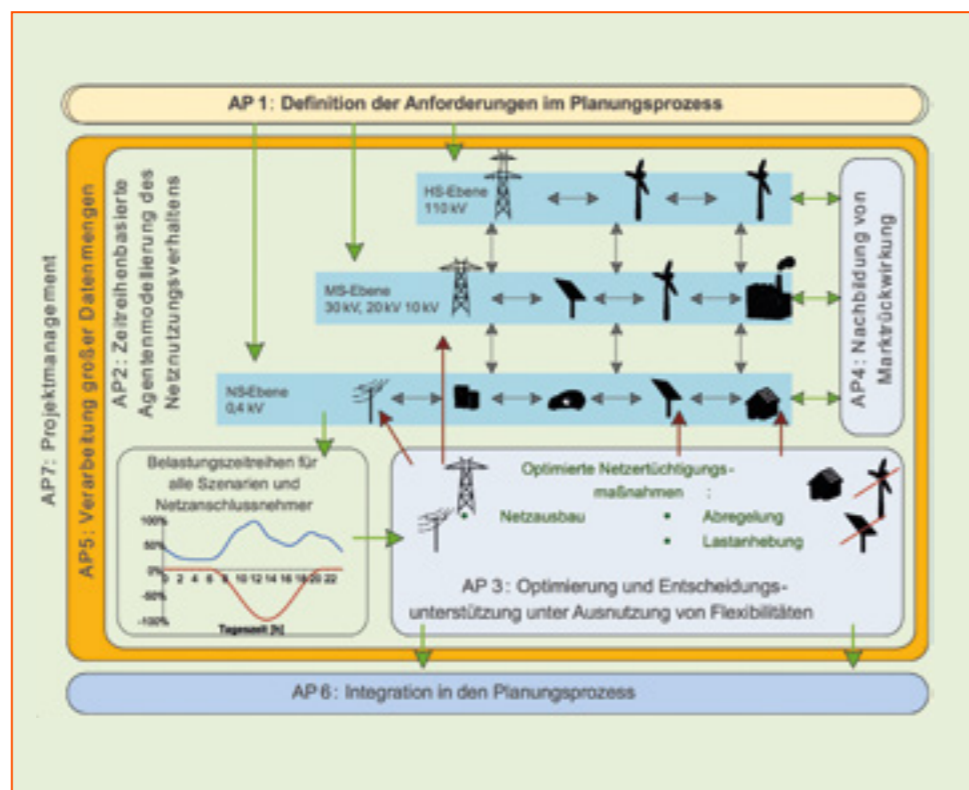 AP 1: Definition der Anforderungen im Planungsprozess
AP7: Projektmanagement
AP5: Verarbeitung großer Datenmengen
AP2: Zeitreihenbasierte
Agentenmodellierung des
Netznutzungsverhaltens
HS-Ebene
110 kV
MS-Ebene
30 kV, 20 kV 10 kV
NS-Ebene
0,4 kV
AP4: Nachbildung von
Marktrückwirkung
Belastungszeitreihen für
alle Szenarien und
Netzanschlussnehmer
100%
50%
0%
-50%
-100%
0 2 4 6 8 10 12 14 16 18 20 22
Tageszeit [h]
Optimierte Netzertüchtigungs-
maßnahmen :
• Netzausbau
• Abregelung
• Lastanhebung
AP 3: Optimierung und Entscheidungs-
unterstützung unter Ausnutzung von Flexibilitäten
AP 6: Integration in den Planungsprozess